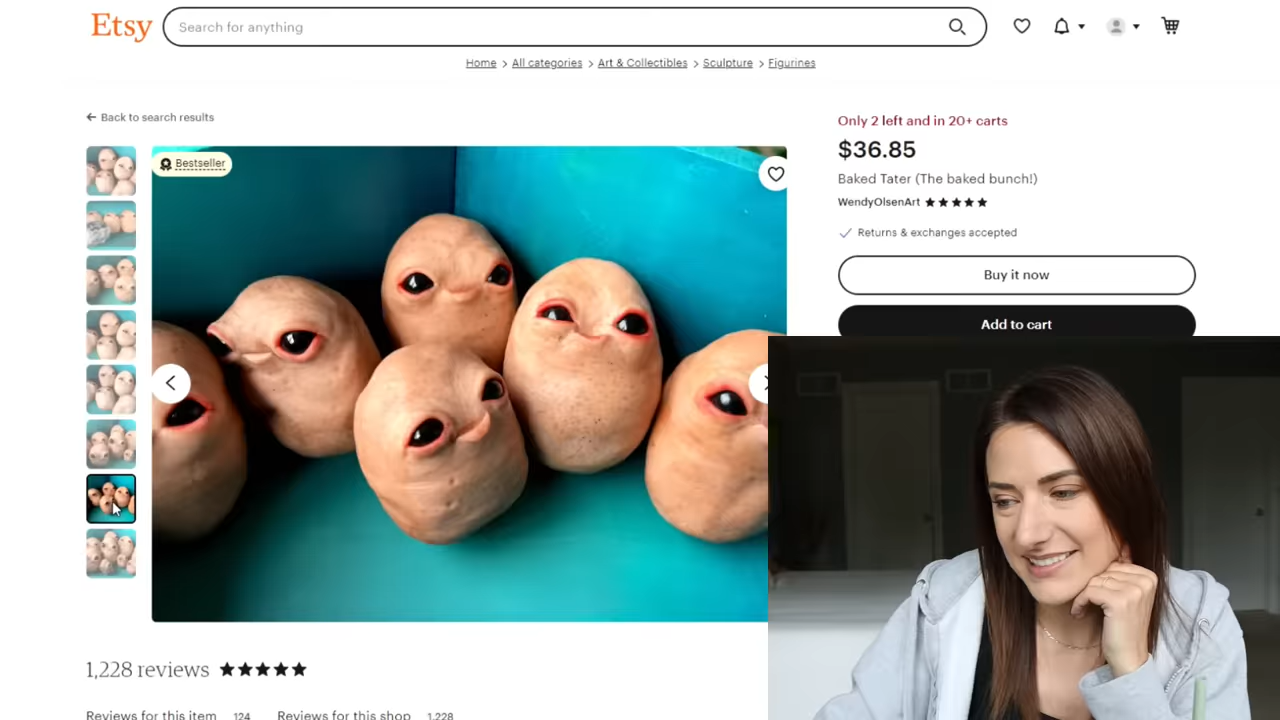 Etsy
Search for anything
Home > All categories > Art & Collectibles > Sculpture > Figurines
← Back to search results
Bestseller
Only 2 left and in 20+ carts
$36.85
Baked Tater (The baked bunch!)
WendyOlsenArt ★★★★★
✓ Returns & exchanges accepted
Buy it now
Add to cart
1,228 reviews ★★★★★
Reviews for this item 124 Reviews for this shop 1,228